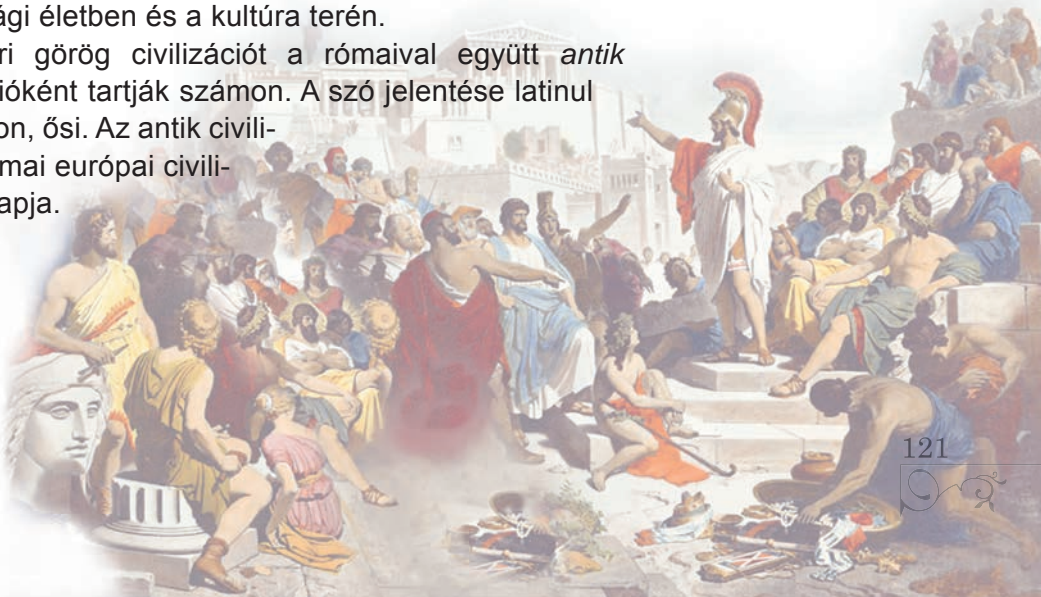 ági életben és a kultúra terén.
ri görög civilizációt a rómaival együtt antik
ióként tartják számon. A szó jelentése latinul
on, ősi. Az antik civili-
mai európai civili-
apja.
121